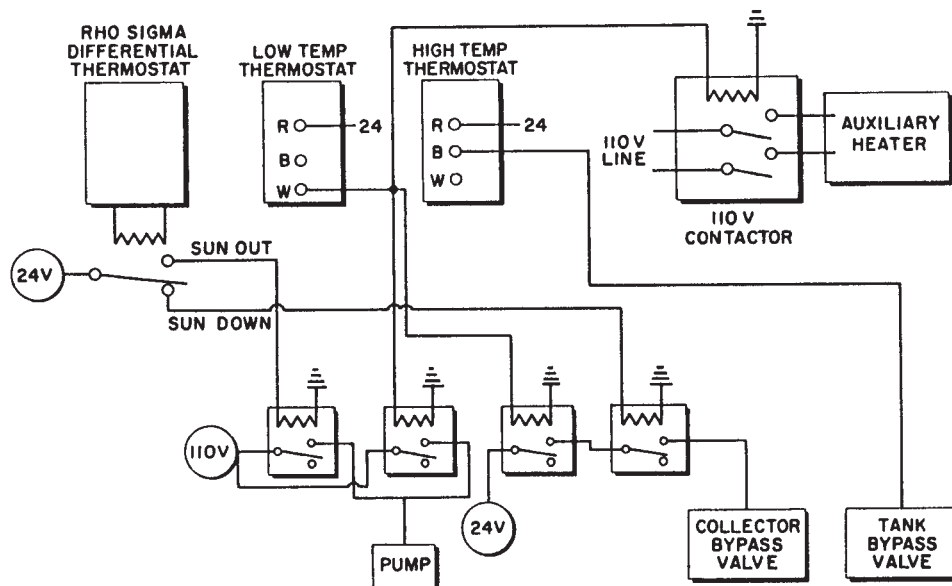 RHO SIGMA
DIFFERENTIAL
THERMOSTAT
LOW TEMP
THERMOSTAT
HIGH TEMP
THERMOSTAT
R
24
B
W
R
24
B
W
110V
LINE
AUXILIARY
HEATER
110 V
CONTACTOR
SUN OUT
24V
SUN DOWN
110V
24V
PUMP
COLLECTOR
BYPASS
VALVE
TANK
BYPASS
VALVE